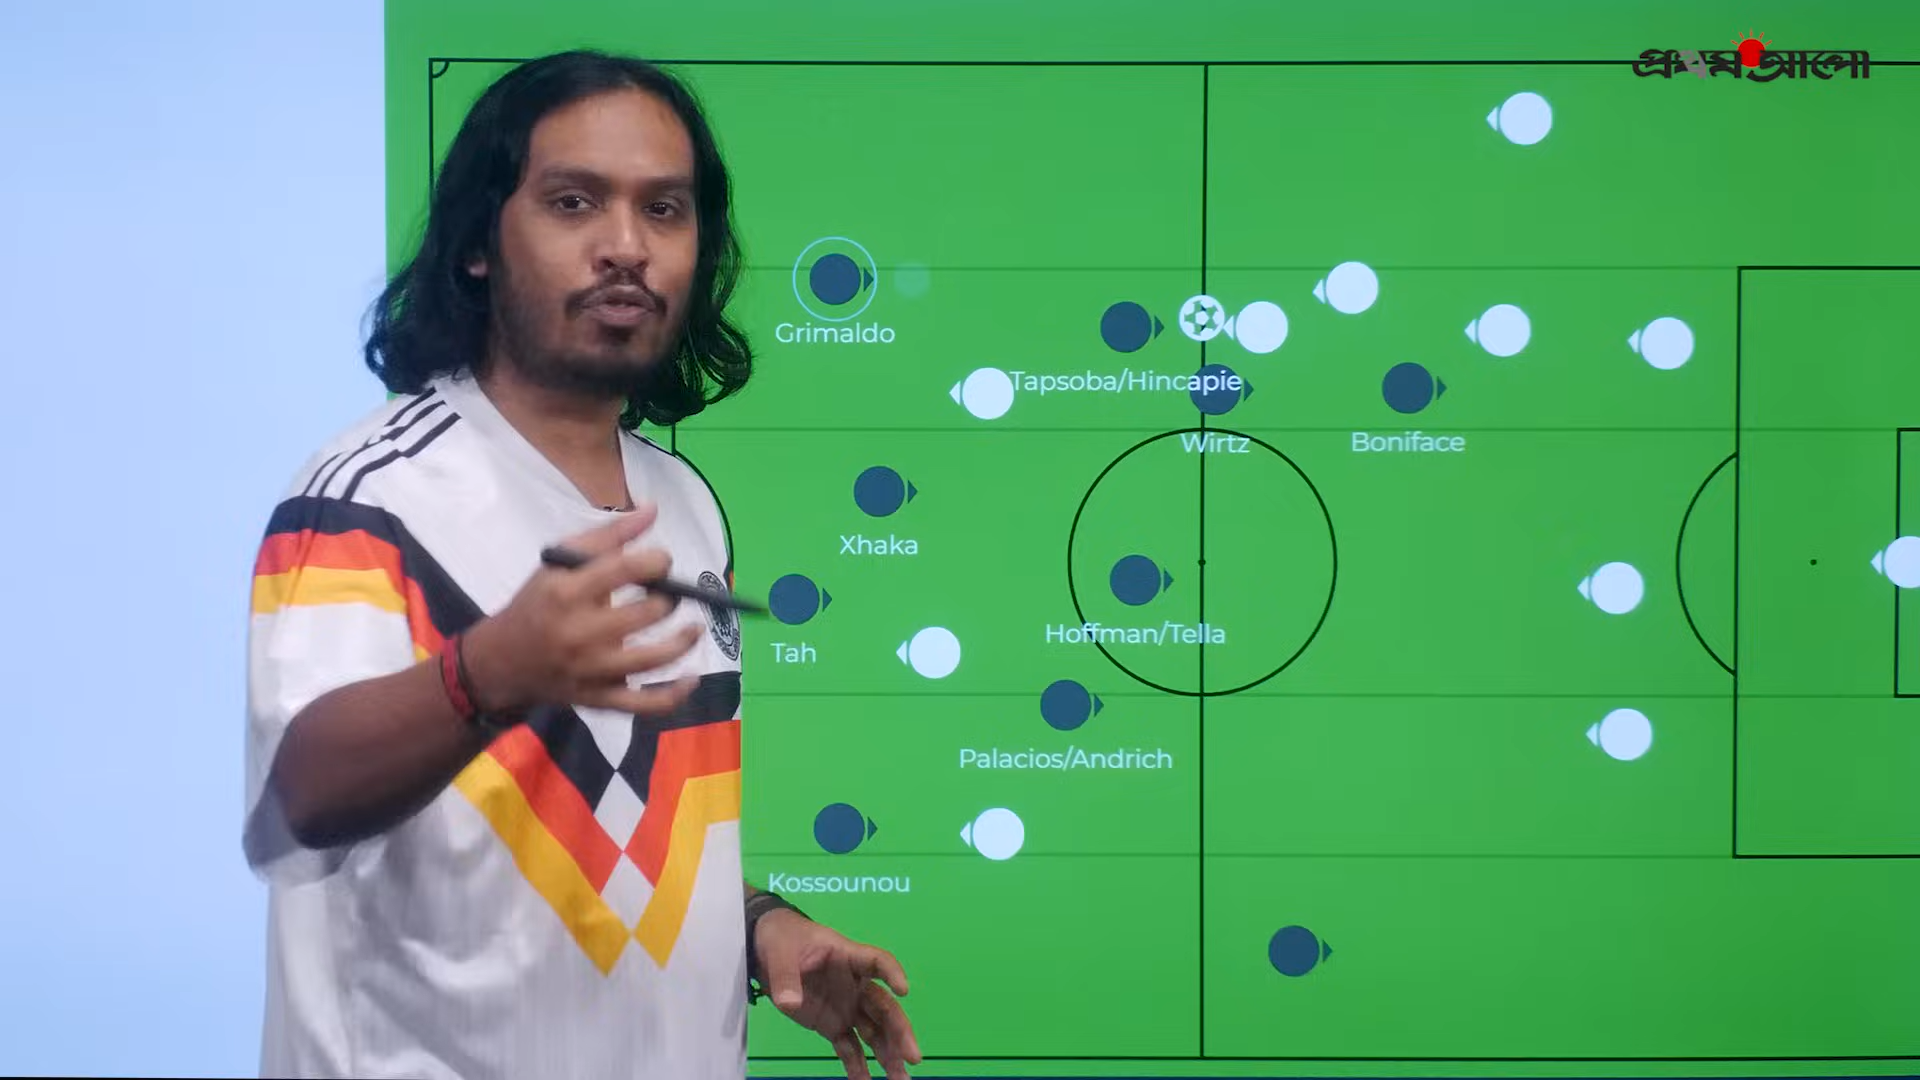 প্রথম আলো
Grimaldo
Tapsoba/Hincapie
Wirtz
Boniface
Xhaka
Hoffman/Tella
Tah
Palacios/Andrich
Kossounou